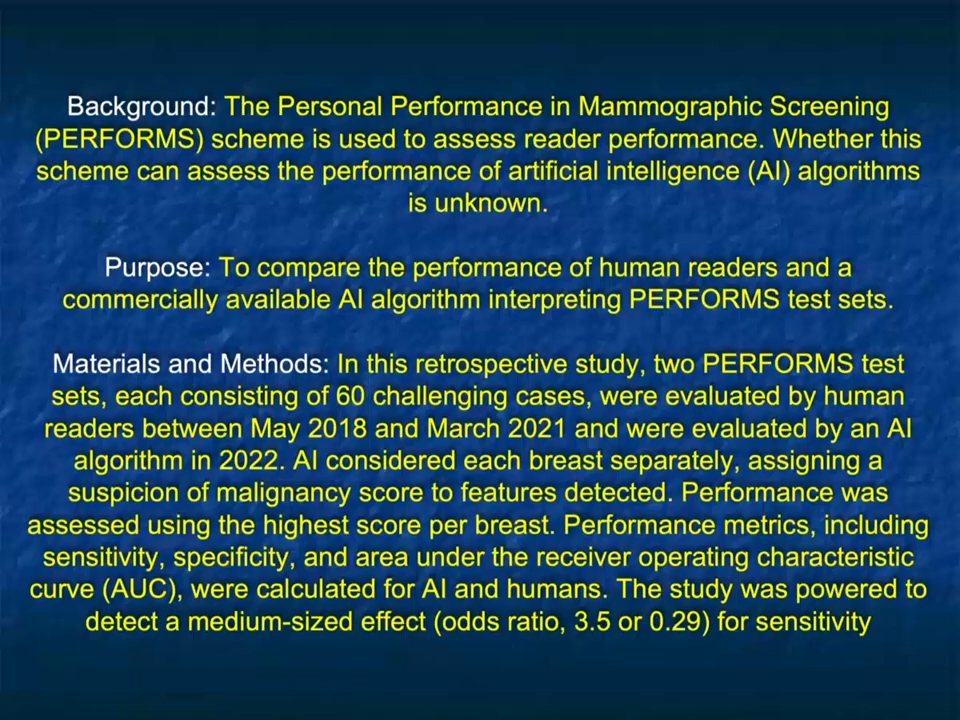 Background: The Personal Performance in Mammographic Screening
(PERFORMS) scheme is used to assess reader performance. Whether this
scheme can assess the performance of artificial intelligence (AI) algorithms
is unknown.
Purpose: To compare the performance of human readers and a
commercially available AI algorithm interpreting PERFORMS test sets.
Materials and Methods: In this retrospective study, two PERFORMS test
sets, each consisting of 60 challenging cases, were evaluated by human
readers between May 2018 and March 2021 and were evaluated by an AI
algorithm in 2022. AI considered each breast separately, assigning a
suspicion of malignancy score to features detected. Performance was
assessed using the highest score per breast. Performance metrics, including
sensitivity, specificity, and area under the receiver operating characteristic
curve (AUC), were calculated for AI and humans. The study was powered to
detect a medium-sized effect (odds ratio, 3.5 or 0.29) for sensitivity